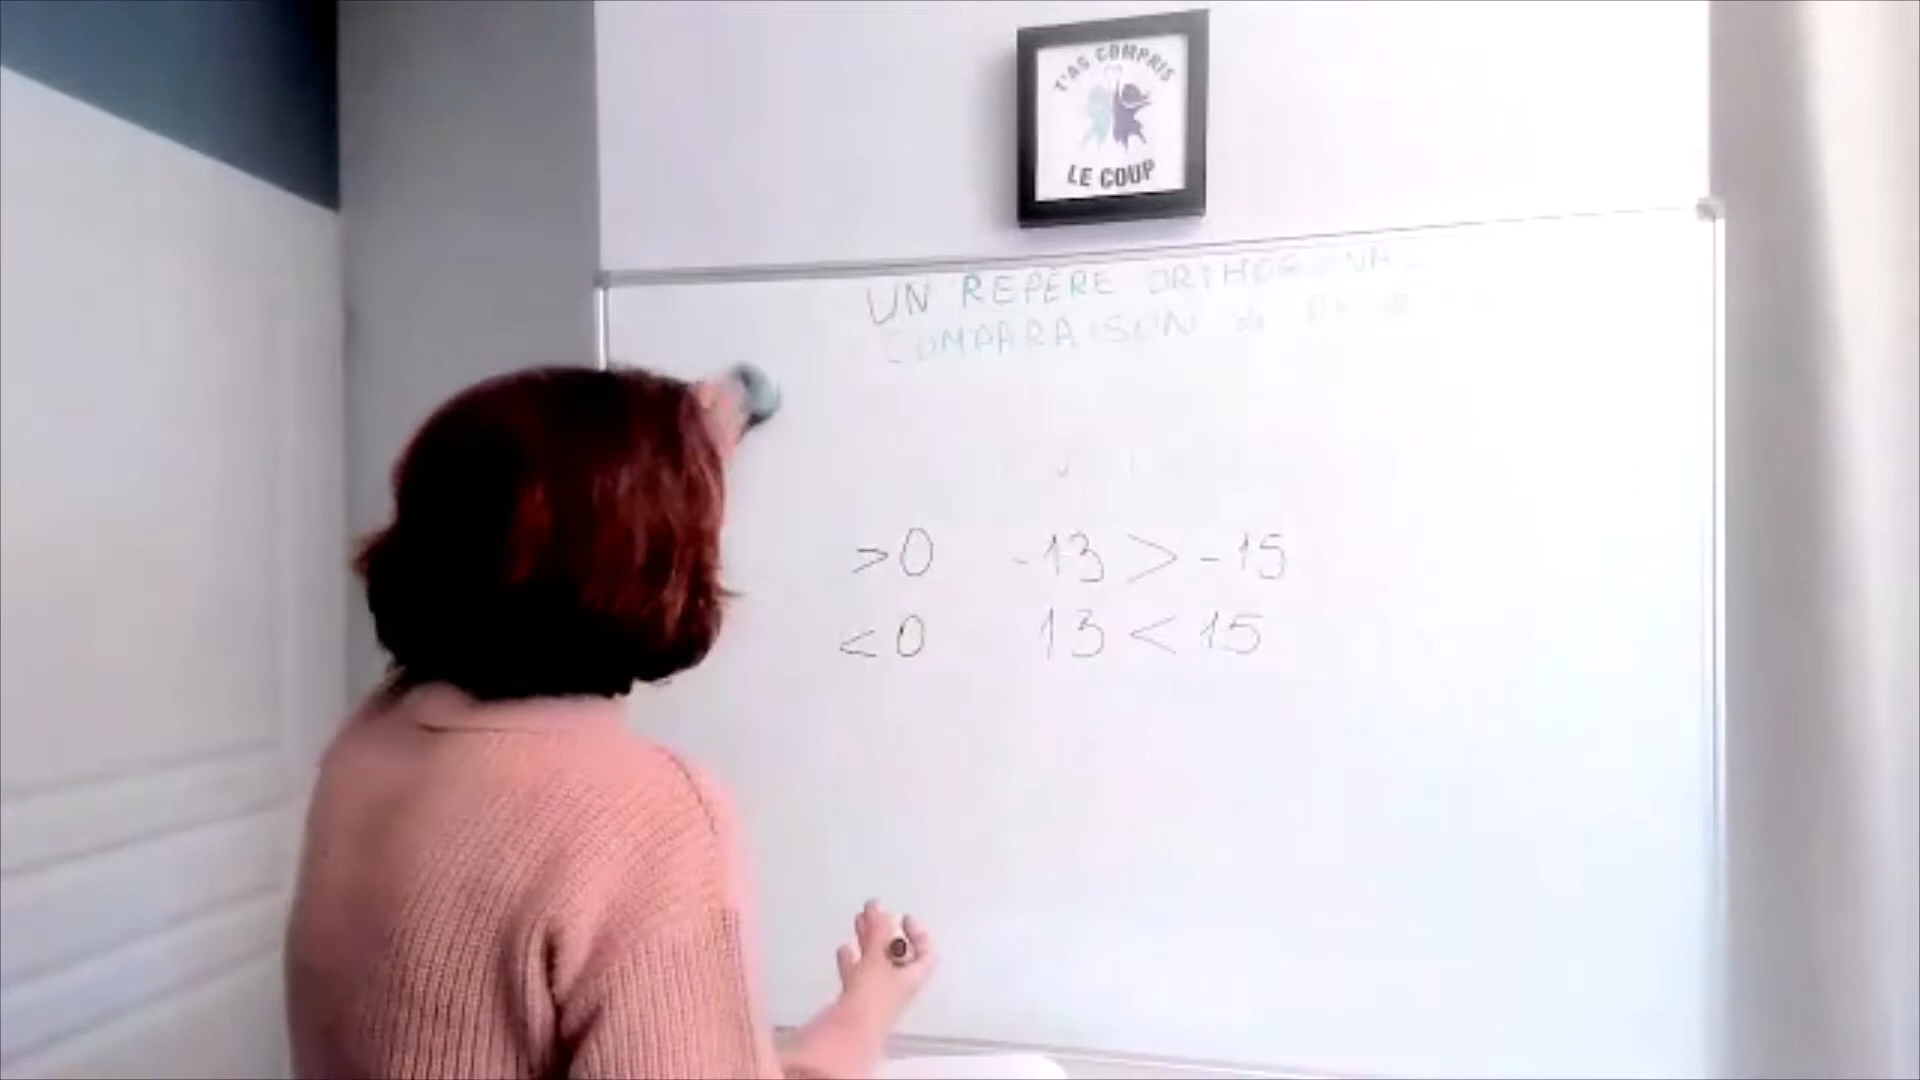 T'AS COMPRIS
LE COUP
UN REPÈRE ORTHOGONAL
COMPARAISON
>0 -13 > -15
<0 13 < 15